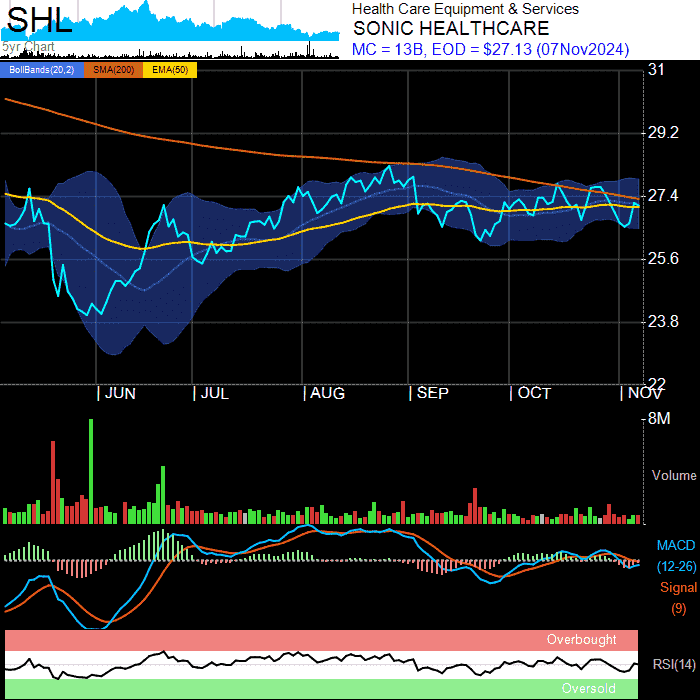 SHL
5yr Chart
Health Care Equipment & Services
SONIC HEALTHCARE
MC = 13B, EOD = $27.13 (07Nov2024)
BollBands(20,2) SMA(200) EMA(50)
31
29.2
27.4
25.6
23.8
22
JUN JUL AUG SEP OCT NOV
8M
Volume
MACD
(12-26)
Signal
(9)
Overbought
RSI(14)
Oversold